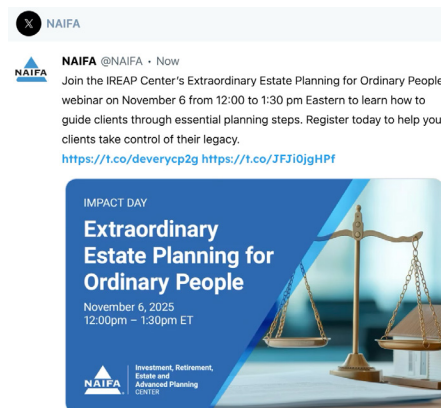 NAIFA
NAIFA @NAIFA · Now
NAIFA
Join the IREAP Center's Extraordinary Estate Planning for Ordinary People
webinar on November 6 from 12:00 to 1:30 pm Eastern to learn how to
guide clients through essential planning steps. Register today to help you
clients take control of their legacy.
https://t.co/deverycp2g https://t.co/JFJi0jgHPf
IMPACT DAY
Extraordinary
Estate Planning for
Ordinary People
November 6, 2025
12:00pm – 1:30pm ET
NAIFA
Investment, Retirement,
Estate and
Advanced Planning
CENTER